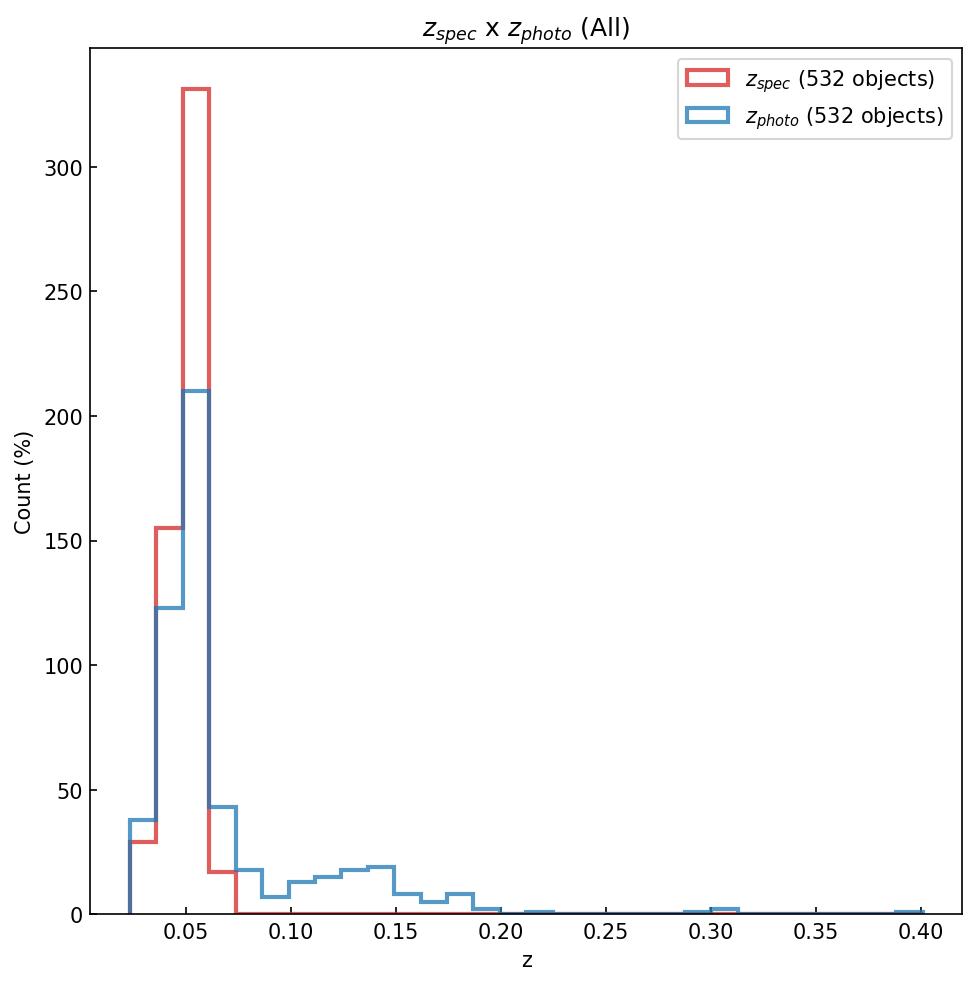 z_spec x z_photo (All)
z_spec (532 objects)
z_photo (532 objects)
Count (%)
300
250
200
150
100
50
0
0.05 0.10 0.15 0.20 0.25 0.30 0.35 0.40
z